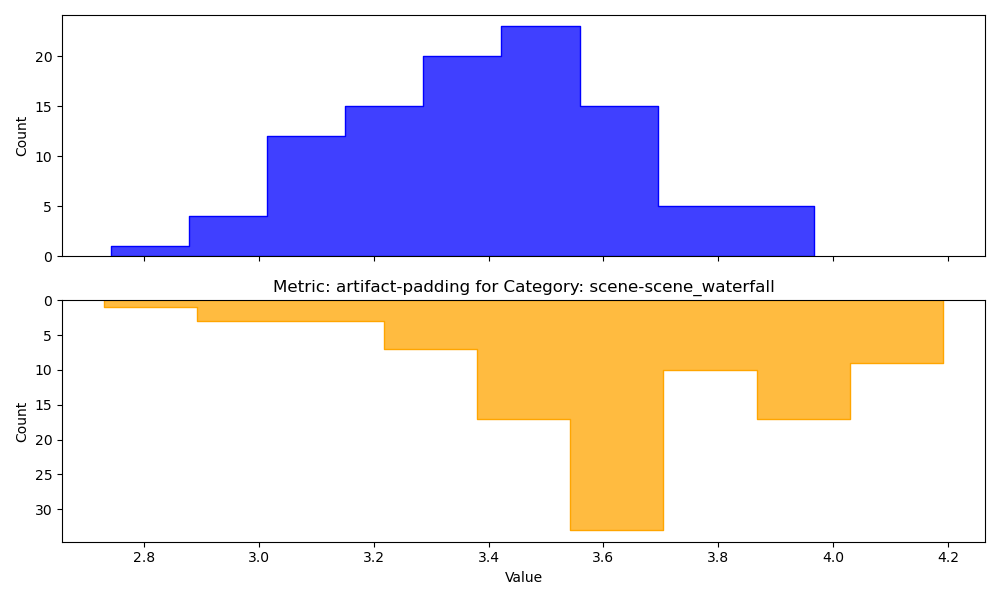 20
15
10
5
0
Count
Metric: artifact-padding for Category: scene-scene_waterfall
0
5
10
15
20
25
30
Count
2.8 3.0 3.2 3.4 3.6 3.8 4.0 4.2
Value